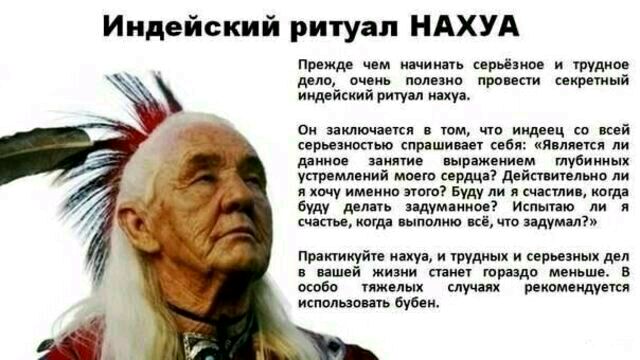 Индейский ритуал НАХУА
Прежде чем начинать серьёзное и трудное
дело, очень полезно провести секретный
индейский ритуал нахуа.
Он заключается в том, что индеец со всей
серьезностью спрашивает себя: «Является ли
данное занятие выражением глубинных
устремлений моего сердца? Действительно ли
я хочу именно этого? Буду ли я счастлив, когда
буду делать задуманное? Испытаю ли я
счастье, когда выполню всё, что задумал?»
Практикуйте нахуа, и трудных и серьезных дел
в вашей жизни станет гораздо меньше. В
особо тяжелых случаях рекомендуется
использовать бубен.